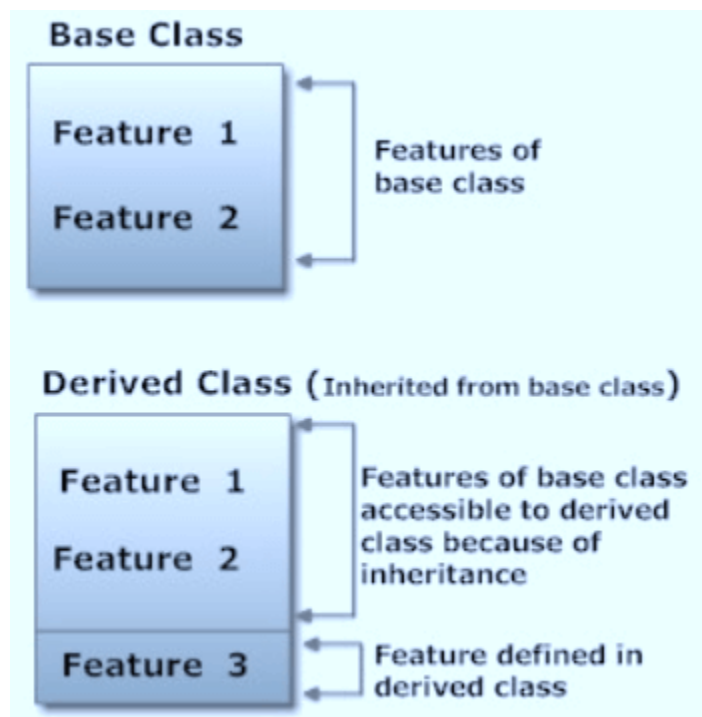 Base Class
Feature 1
Feature 2
Features of
base class
Derived Class (Inherited from base class)
Feature 1
Feature 2
Features of base class
accessible to derived
class because of
inheritance
Feature 3
Feature defined in
derived class